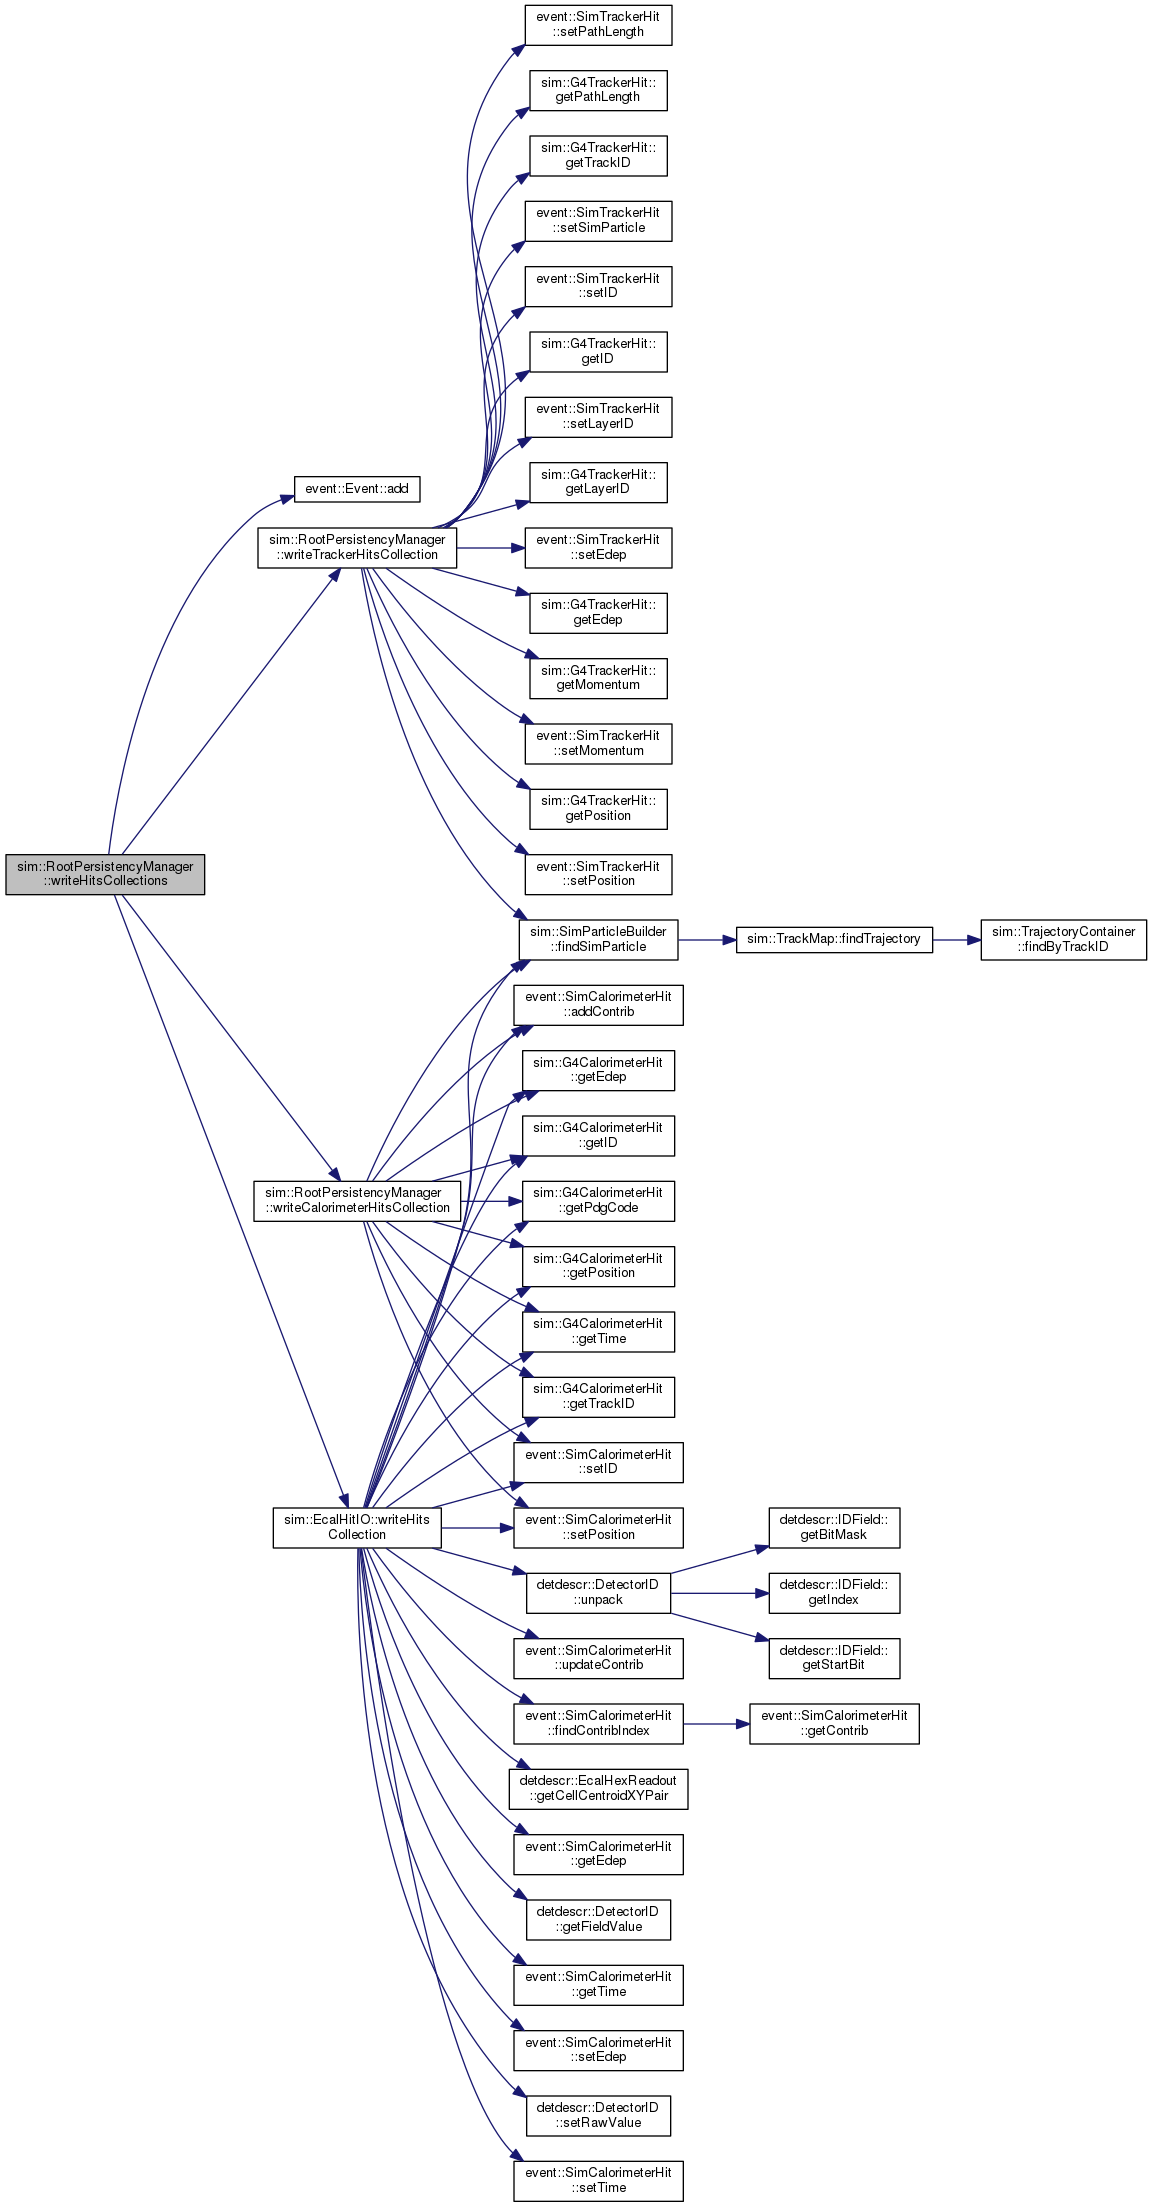 event::SimTrackerHit
::setPathLength
sim::G4TrackerHit::
getPathLength
sim::G4TrackerHit::
getTrackID
event::SimTrackerHit
::setSimParticle
event::SimTrackerHit
::setID
sim::G4TrackerHit::
getID
event::SimTrackerHit
::setLayerID
sim::G4TrackerHit::
getLayerID
event::Event::add
sim::RootPersistencyManager
::writeTrackerHitsCollection
event::SimTrackerHit
::setEdep
sim::G4TrackerHit::
getEdep
sim::G4TrackerHit::
getMomentum
event::SimTrackerHit
::setMomentum
sim::G4TrackerHit::
getPosition
sim::RootPersistencyManager
::writeHitsCollections
event::SimTrackerHit
::setPosition
sim::SimParticleBuilder
::findSimParticle
sim::TrackMap::findTrajectory
sim::TrajectoryContainer
::findByTrackID
event::SimCalorimeterHit
::addContrib
sim::G4CalorimeterHit
::getEdep
sim::G4CalorimeterHit
::getID
sim::RootPersistencyManager
::writeCalorimeterHitsCollection
sim::G4CalorimeterHit
::getPdgCode
sim::G4CalorimeterHit
::getPosition
sim::G4CalorimeterHit
::getTime
sim::G4CalorimeterHit
::getTrackID
event::SimCalorimeterHit
::setID
sim::EcalHitIO::writeHits
Collection
event::SimCalorimeterHit
::setPosition
detdescr::IDField::
getBitMask
detdescr::DetectorID
::unpack
detdescr::IDField::
getIndex
event::SimCalorimeterHit
::updateContrib
detdescr::IDField::
getStartBit
event::SimCalorimeterHit
::findContribIndex
event::SimCalorimeterHit
::getContrib
detdescr::EcalHexReadout
::getCellCentroidXYPair
event::SimCalorimeterHit
::getEdep
detdescr::DetectorID
::getFieldValue
event::SimCalorimeterHit
::getTime
event::SimCalorimeterHit
::setEdep
detdescr::DetectorID
::setRawValue
event::SimCalorimeterHit
::setTime